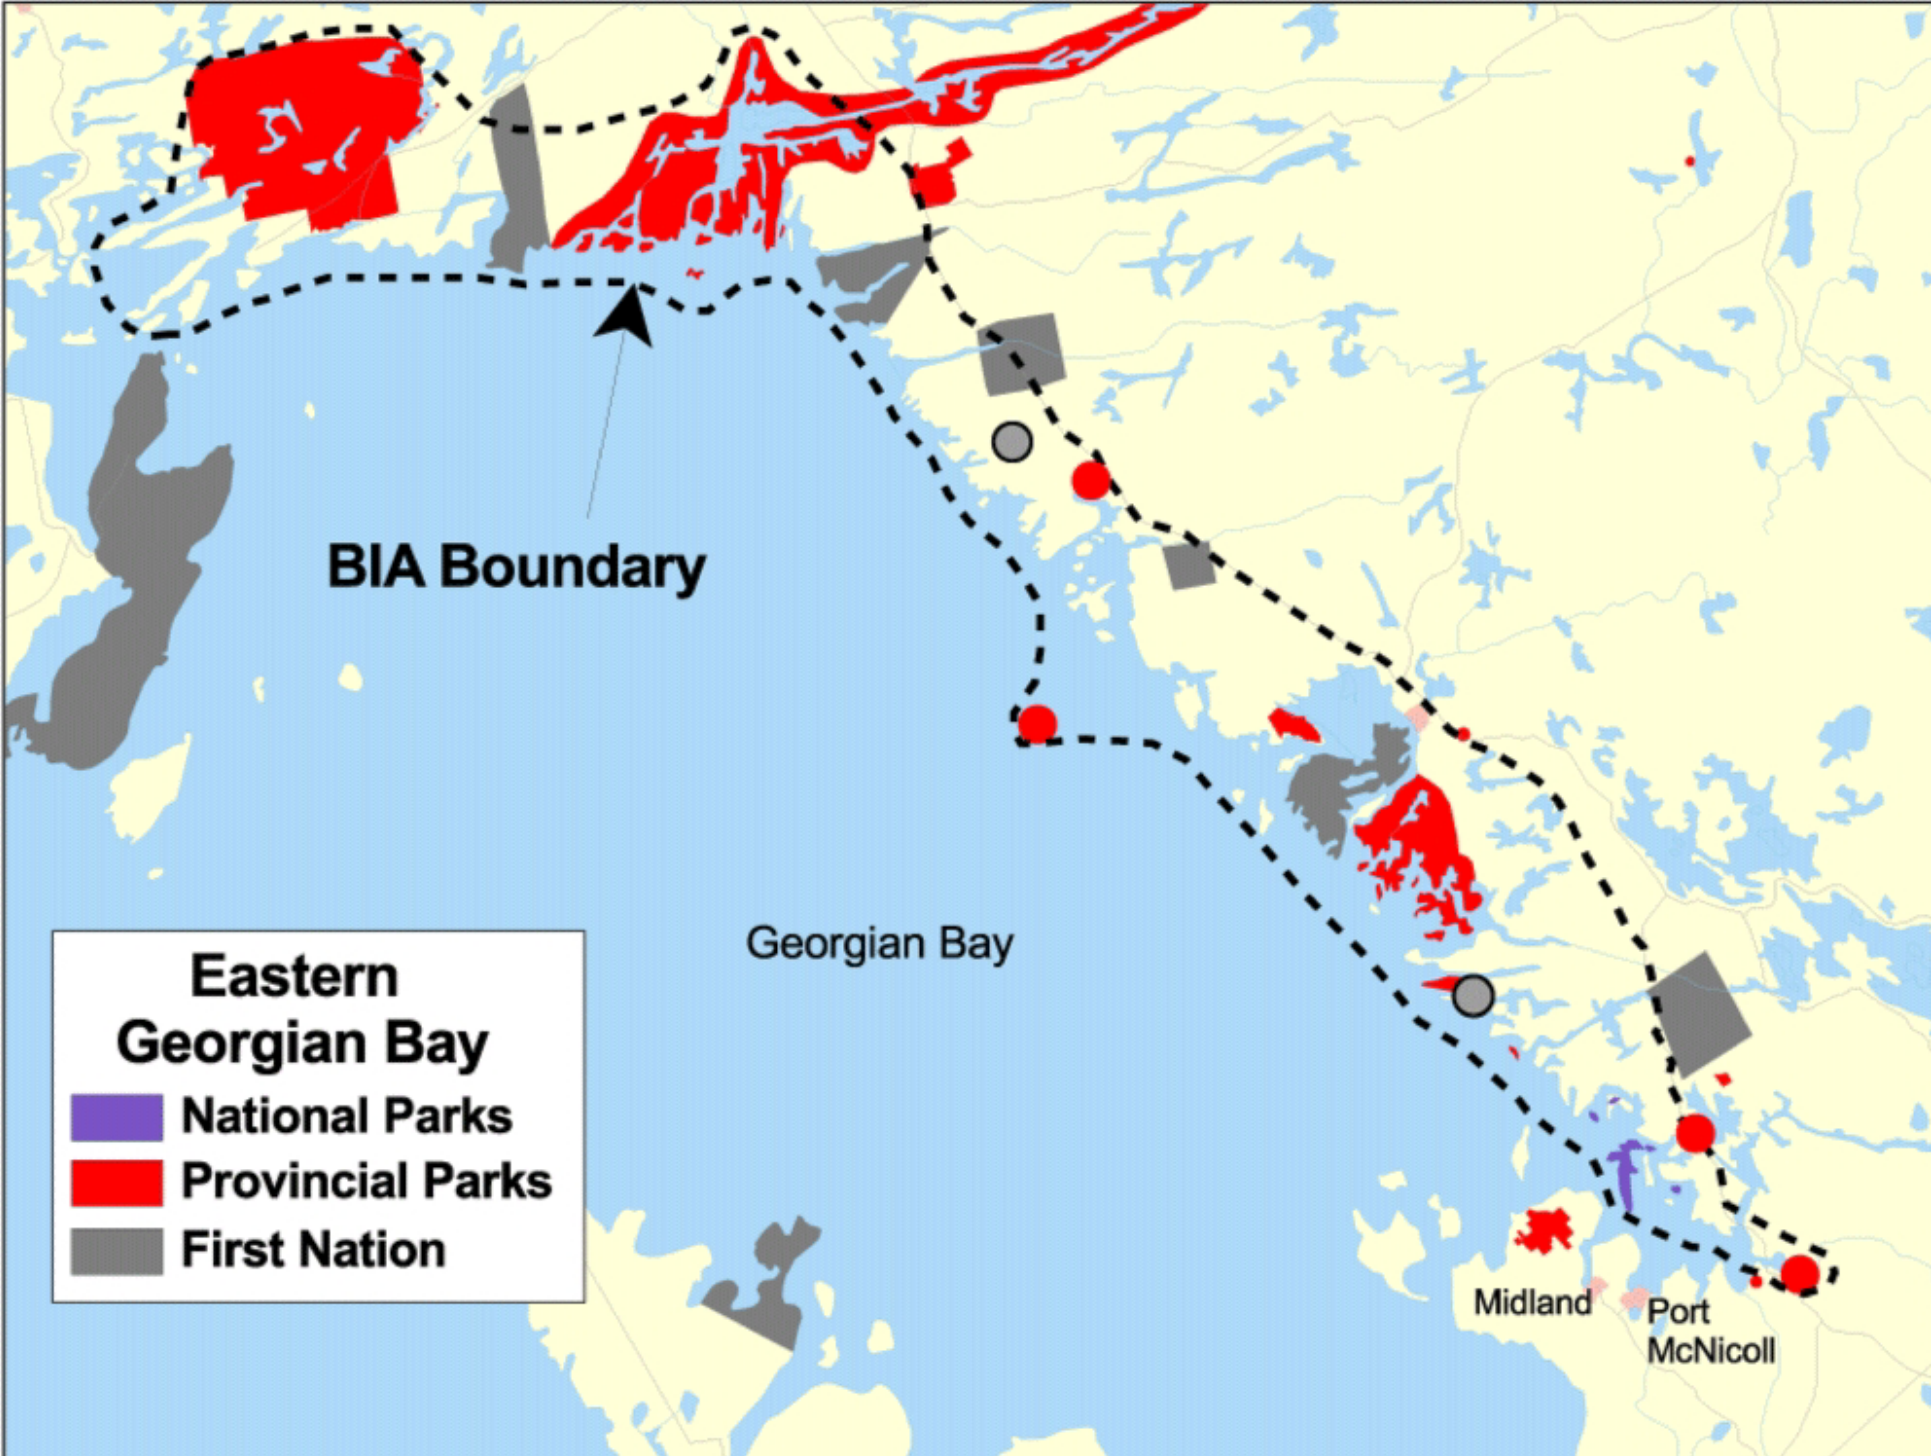 BIA Boundary
Georgian Bay
Eastern
Georgian Bay
National Parks
Provincial Parks
First Nation
Midland
Port
McNicoll